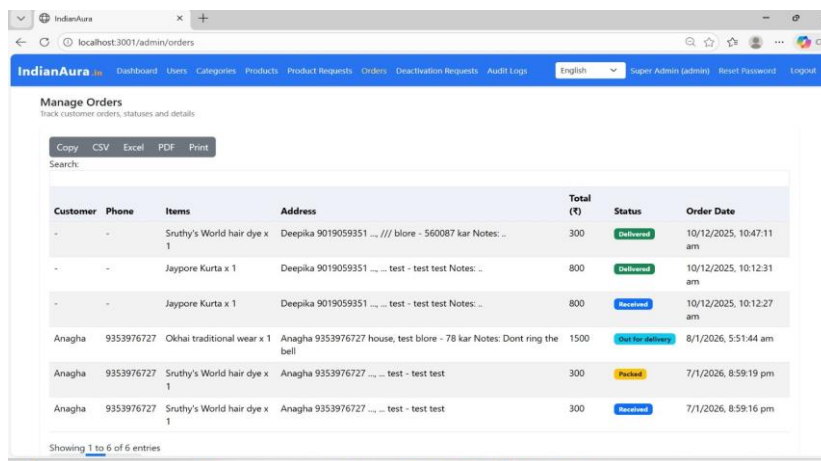 IndianAura
localhost:3001/admin/orders
IndianAura.in Dashboard Users Categories Products Product Requests Orders Deactivation Requests Audit Logs English Super Admin (admin) Reset Password Logout
Manage Orders
Track customer orders, statuses and details
Copy CSV Excel PDF Print
Search:
Total
Customer Phone Items Address (₹) Status Order Date
- - Sruthy's World hair dye x Deepika 9019059351 ..., /// blore - 560087 kar Notes: .. 300 Delivered 10/12/2025, 10:47:11
1 am
- - Jaypore Kurta x 1 Deepika 9019059351 ..., ... test - test test Notes: .. 800 Delivered 10/12/2025, 10:12:31
am
- - Jaypore Kurta x 1 Deepika 9019059351 ..., ... test - test test Notes: .. 800 Received 10/12/2025, 10:12:27
am
Anagha 9353976727 Okhai traditional wear x 1 Anagha 9353976727 house, test blore - 78 kar Notes: Dont ring the 1500 Out for delivery 8/1/2026, 5:51:44 am
bell
Anagha 9353976727 Sruthy's World hair dye x Anagha 9353976727 ..., ... test - test test 300 Packed 7/1/2026, 8:59:19 pm
1
Anagha 9353976727 Sruthy's World hair dye x Anagha 9353976727 ..., ... test - test test 300 Received 7/1/2026, 8:59:16 pm
1
Showing 1 to 6 of 6 entries